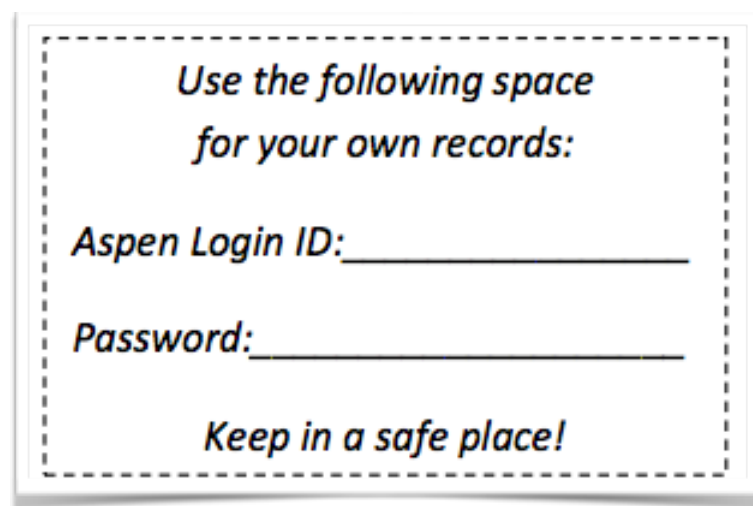 Use the following space
for your own records:
Aspen Login ID:________________
Password:____________________
Keep in a safe place!